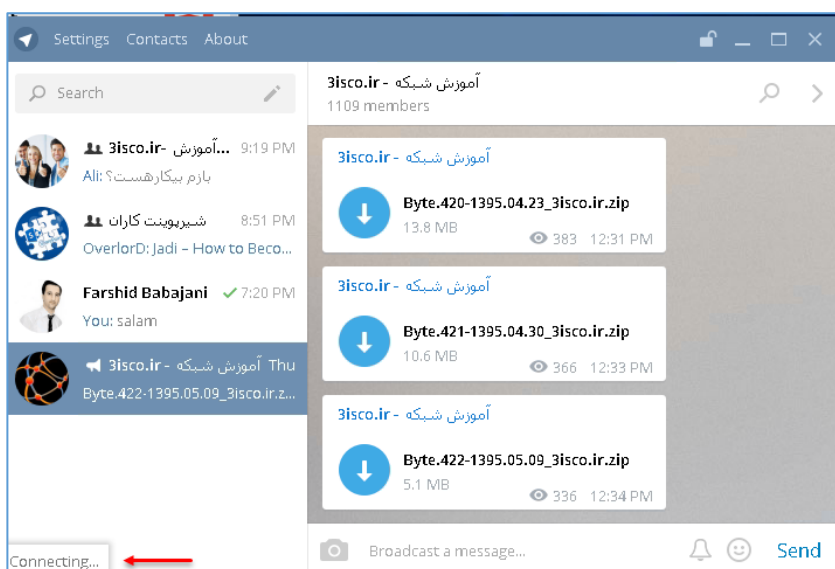 Settings Contacts About
Search
3isco.ir- آموزش... 9:19 PM
Ali: بازم بیکارهست؟
شیرپوینت کاران 8:51 PM
OverlorD: Jadi – How to Beco...
Farshid Babajani 7:20 PM
You: salam
3isco.ir - آموزش شبکه Thu
Byte.422-1395.05.09_3isco.ir.z...
Connecting...
3isco.ir - آموزش شبکه
1109 members
3isco.ir - آموزش شبکه
Byte.420-1395.04.23_3isco.ir.zip
13.8 MB
383 12:31 PM
3isco.ir - آموزش شبکه
Byte.421-1395.04.30_3isco.ir.zip
10.6 MB
366 12:33 PM
3isco.ir - آموزش شبکه
Byte.422-1395.05.09_3isco.ir.zip
5.1 MB
336 12:34 PM
Broadcast a message... Send